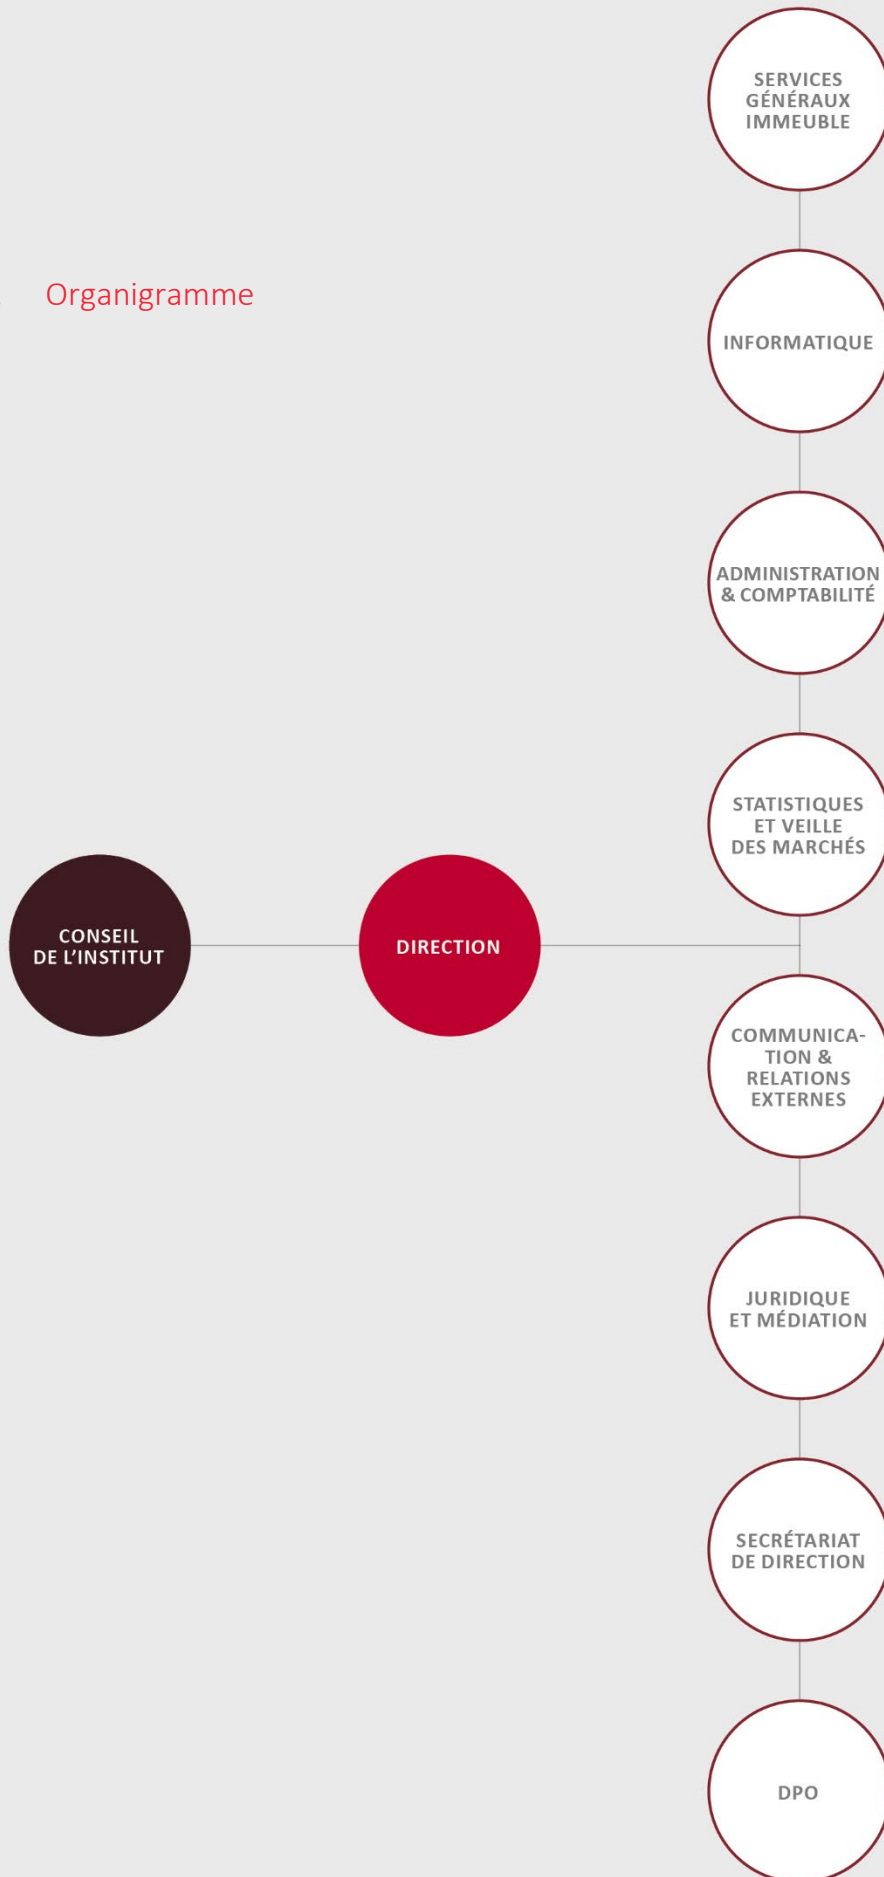 SERVICES
GÉNÉRAUX
IMMEUBLE
Organigramme
INFORMATIQUE
ADMINISTRATION
& COMPTABILITÉ
STATISTIQUES
ET VEILLE
DES MARCHÉS
CONSEIL
DE L’INSTITUT
DIRECTION
COMMUNICA-
TION &
RELATIONS
EXTERNES
JURIDIQUE
ET MÉDIATION
SECRÉTARIAT
DE DIRECTION
DPO